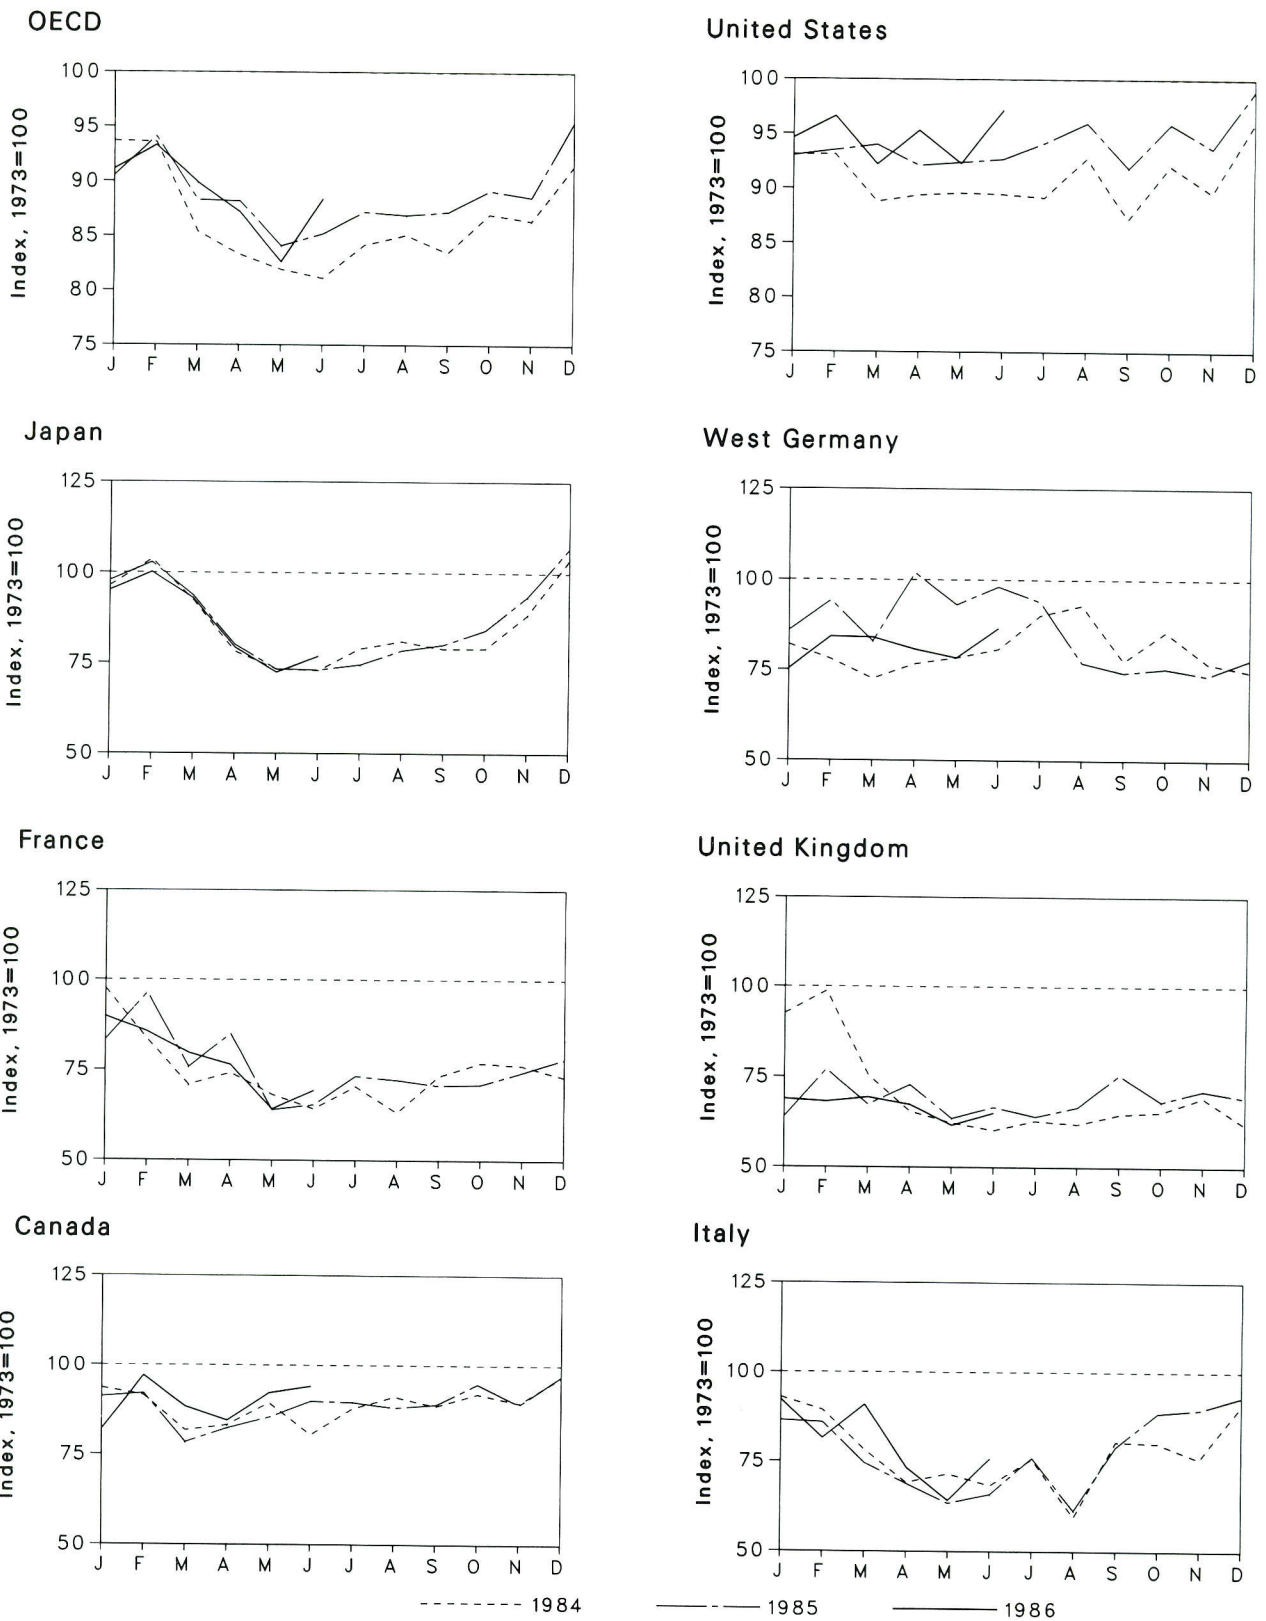 OECD
Index, 1973=100
100
95
90
85
80
75
J F M A M J J A S O N D
United States
Index, 1973=100
100
95
90
85
80
75
J F M A M J J A S O N D
Japan
Index, 1973=100
125
100
75
50
J F M A M J J A S O N D
West Germany
Index, 1973=100
125
100
75
50
J F M A M J J A S O N D
France
Index, 1973=100
125
100
75
50
J F M A M J J A S O N D
United Kingdom
Index, 1973=100
125
100
75
50
J F M A M J J A S O N D
Canada
Index, 1973=100
125
100
75
50
J F M A M J J A S O N D
Italy
Index, 1973=100
125
100
75
50
J F M A M J J A S O N D
1984 1985 1986